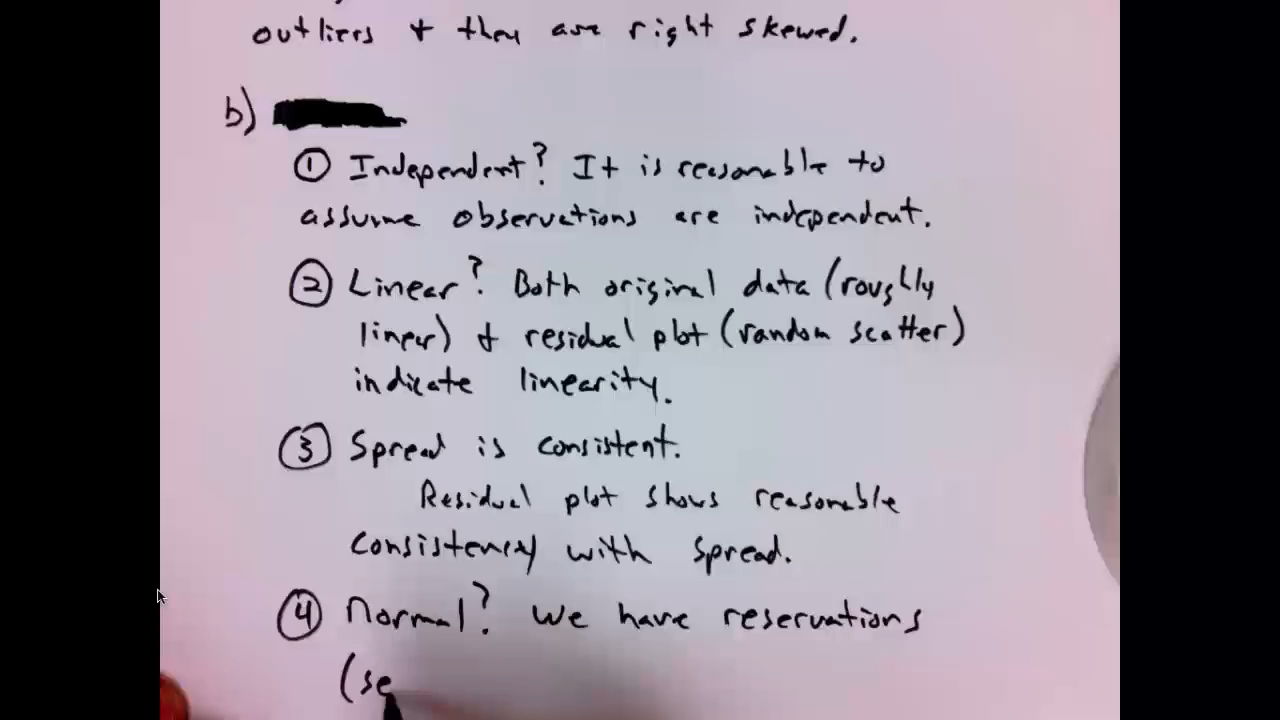 outliers + they are right skewed.
b)
① Independent? It is reasonable to
assume observations are independent.
② Linear? Both original data (roughly
linear) + residual plot (random scatter)
indicate linearity.
③ Spread is consistent.
Residual plot shows reasonable
consistency with spread.
④ Normal? We have reservations
(se